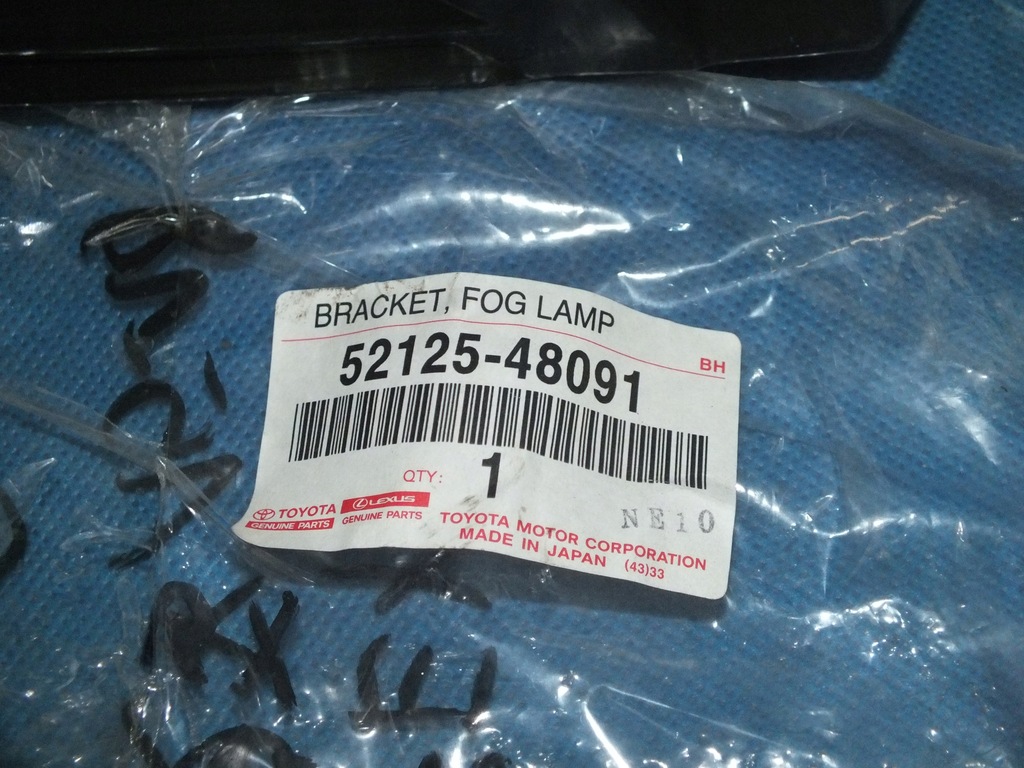 BRACKET, FOG LAMP
BH
52125-48091
QTY: 1
TOYOTA
GENUINE PARTS
LEXUS
GENUINE PARTS
NE10
TOYOTA MOTOR CORPORATION
MADE IN JAPAN (43)33